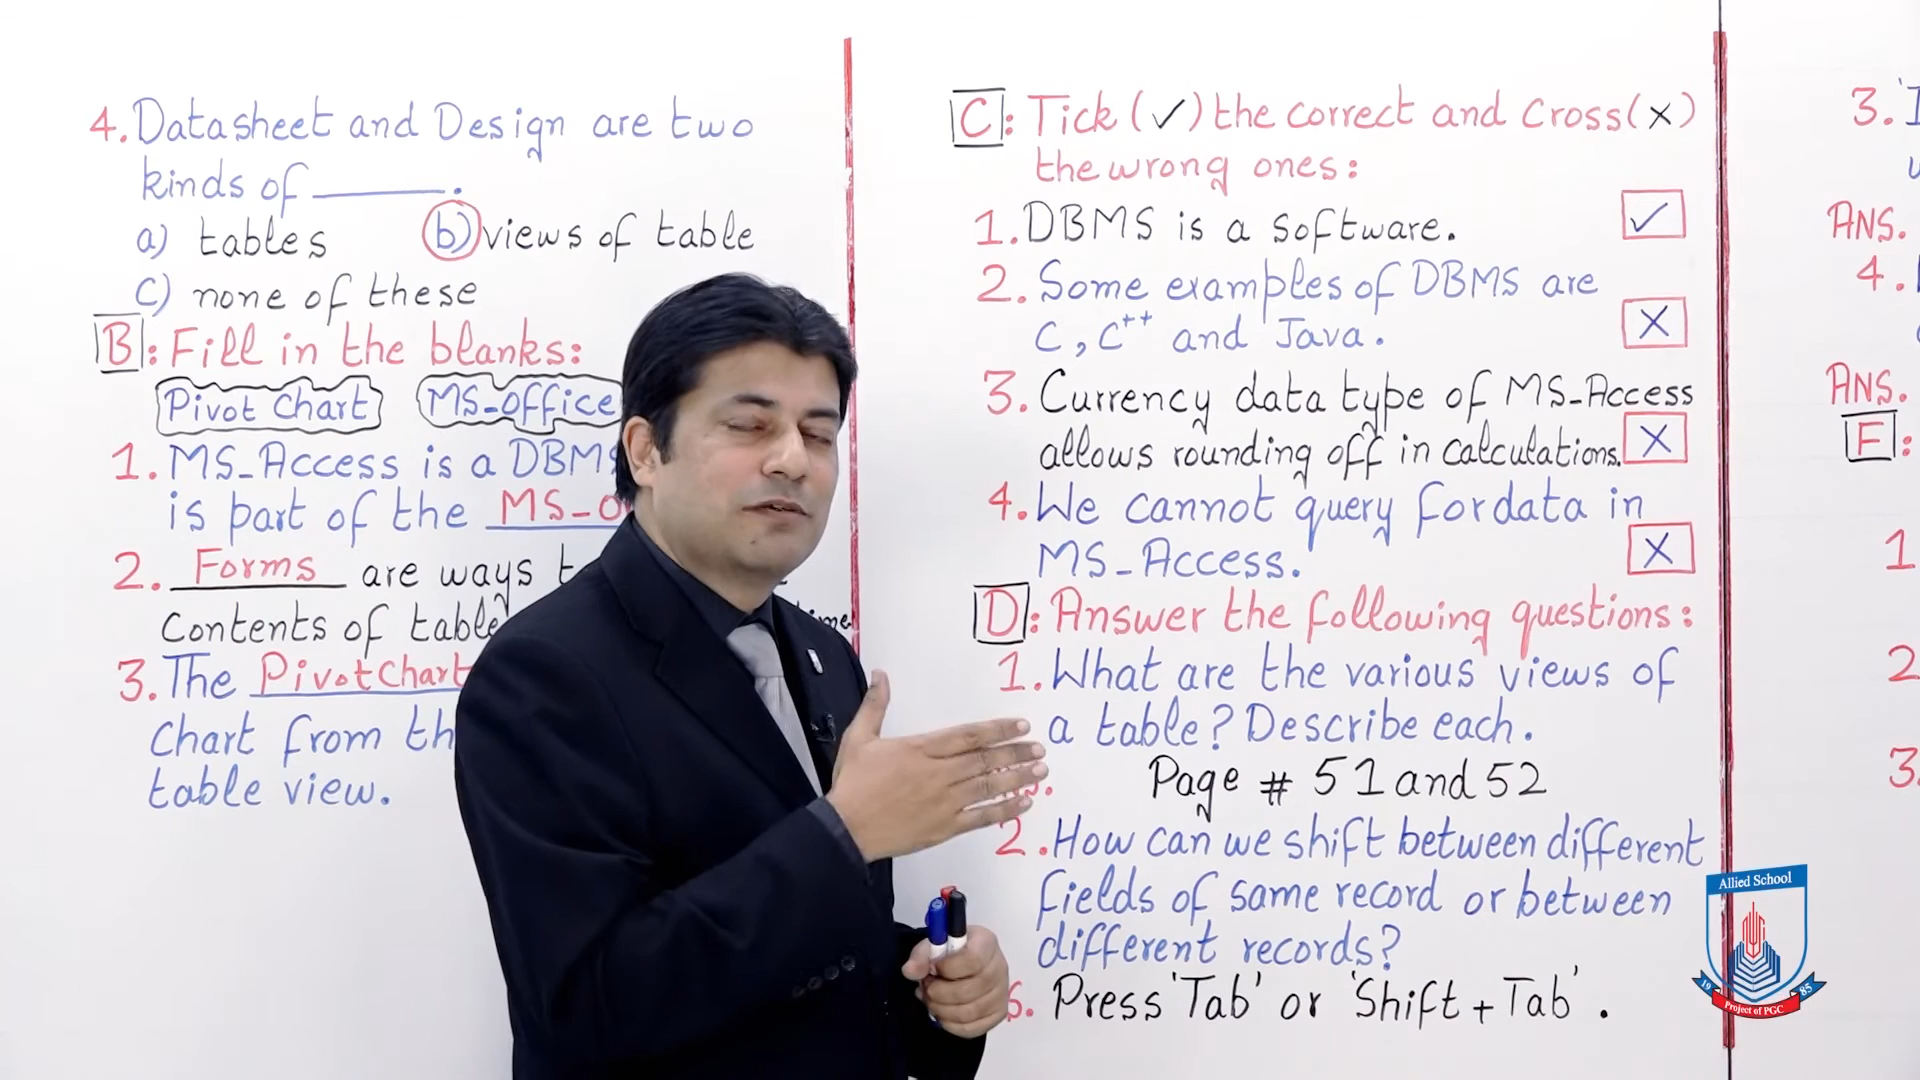 4. Datasheet and Design are two
kinds of ______.
a) tables b) views of table
c) none of these
B: Fill in the blanks:
Pivot Chart MS-office
1. MS-Access is a DBMS
is part of the MS-O
2. Forms are ways t
Contents of table
time
3. The PivotChart
Chart from th
table view.
C: Tick (✓) the correct and Cross(×)
the wrong ones:
1. DBMS is a Software. ✓
2. Some examples of DBMS are
C, C++ and Java. X
3. Currency data type of MS-Access
allows rounding off in calculations. X
4. We cannot query for data in
MS-Access. X
D: Answer the following questions:
1. What are the various views of
a table? Describe each.
Page # 51 and 52
2. How can we shift between different
fields of same record or between
different records?
s. Press 'Tab' or 'Shift + Tab'.
3.
ANS.
4.
ANS.
F:
1
2
3.
Allied School
19 85
Project of PGC